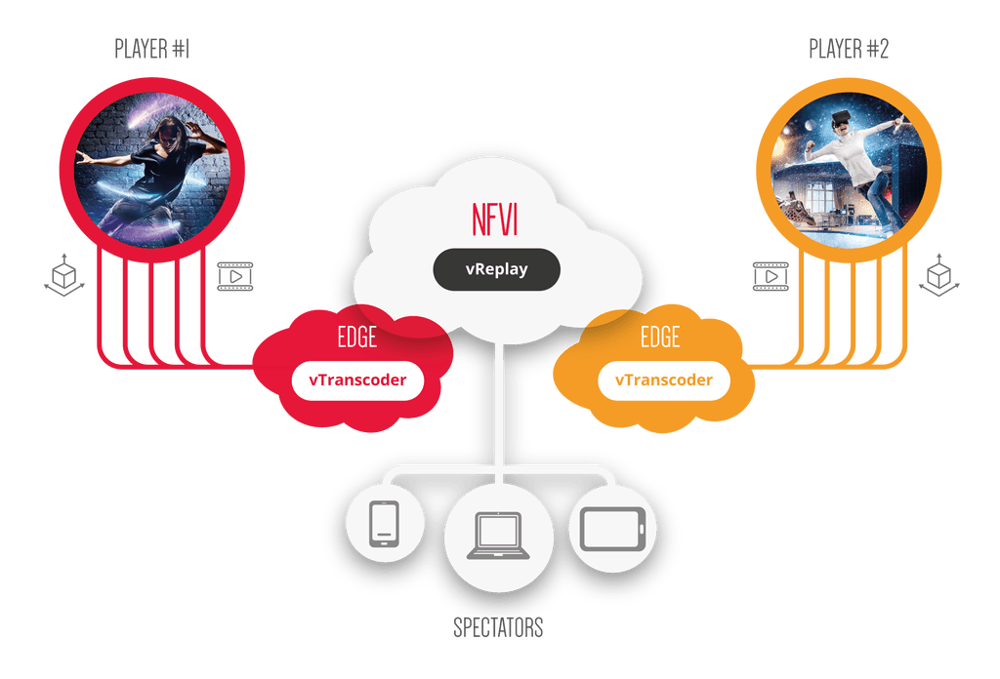 PLAYER #1
PLAYER #2
NFVI
vReplay
EDGE
vTranscoder
EDGE
vTranscoder
SPECTATORS